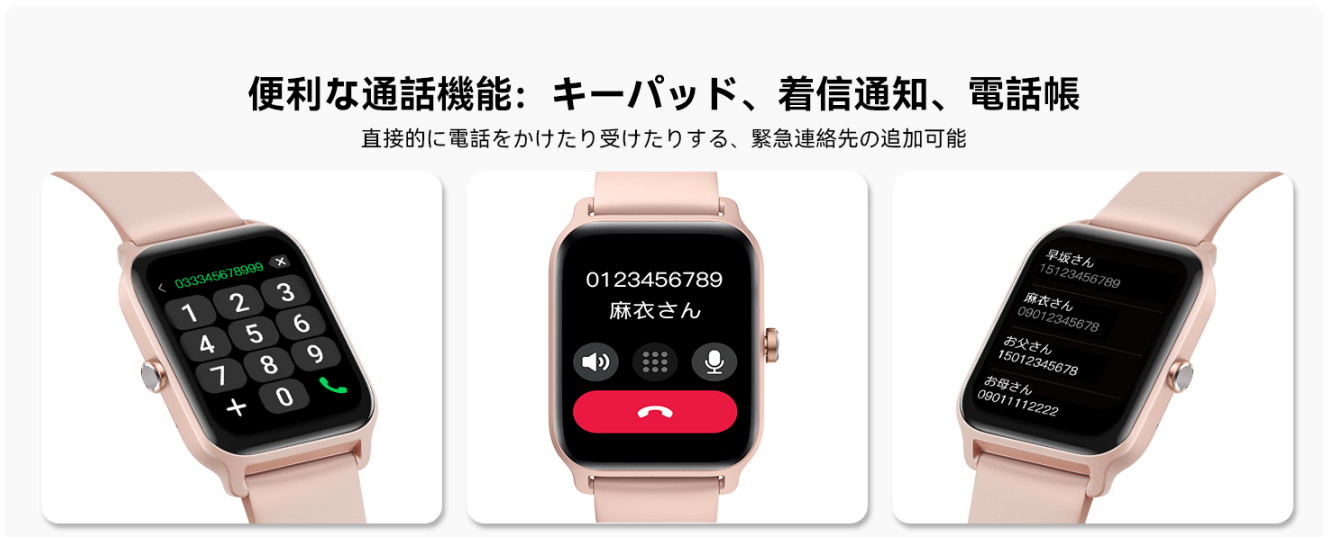 便利な通話機能: キーパッド、着信通知、電話帳
直接的に電話をかけたり受けたりする、緊急連絡先の追加可能
033345678999
1 2 3
4 5 6
7 8 9
+ 0
0123456789
麻衣さん
早坂さん
15123456789
麻衣さん
09012345678
お父さん
15012345678
お母さん
09011112222